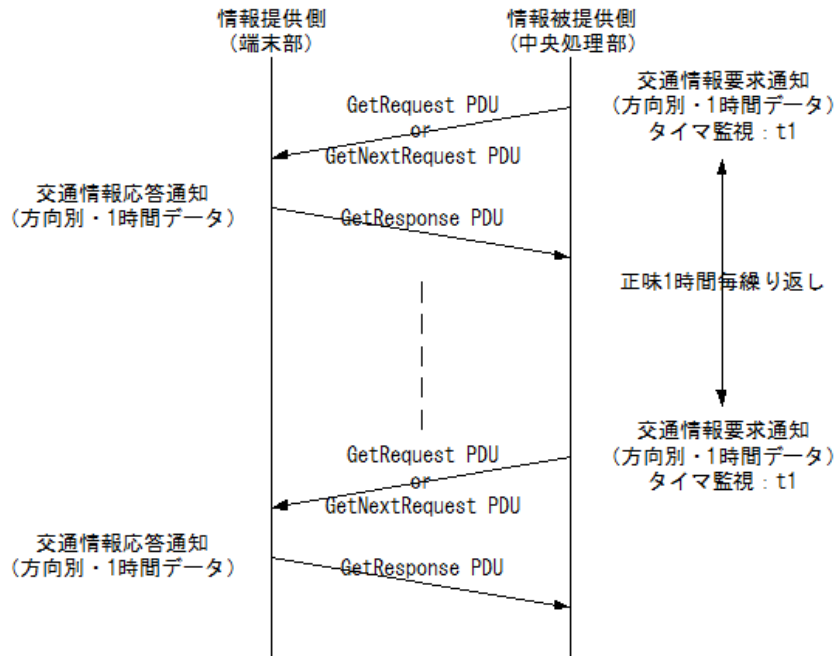 情報提供側
(端末部)
情報被提供側
(中央処理部)
交通情報要求通知
(方向別・1時間データ)
タイマ監視：t1
GetRequest PDU
or
GetNextRequest PDU
交通情報応答通知
(方向別・1時間データ)
GetResponse PDU
正味1時間毎繰り返し
交通情報要求通知
(方向別・1時間データ)
タイマ監視：t1
GetRequest PDU
or
GetNextRequest PDU
交通情報応答通知
(方向別・1時間データ)
GetResponse PDU